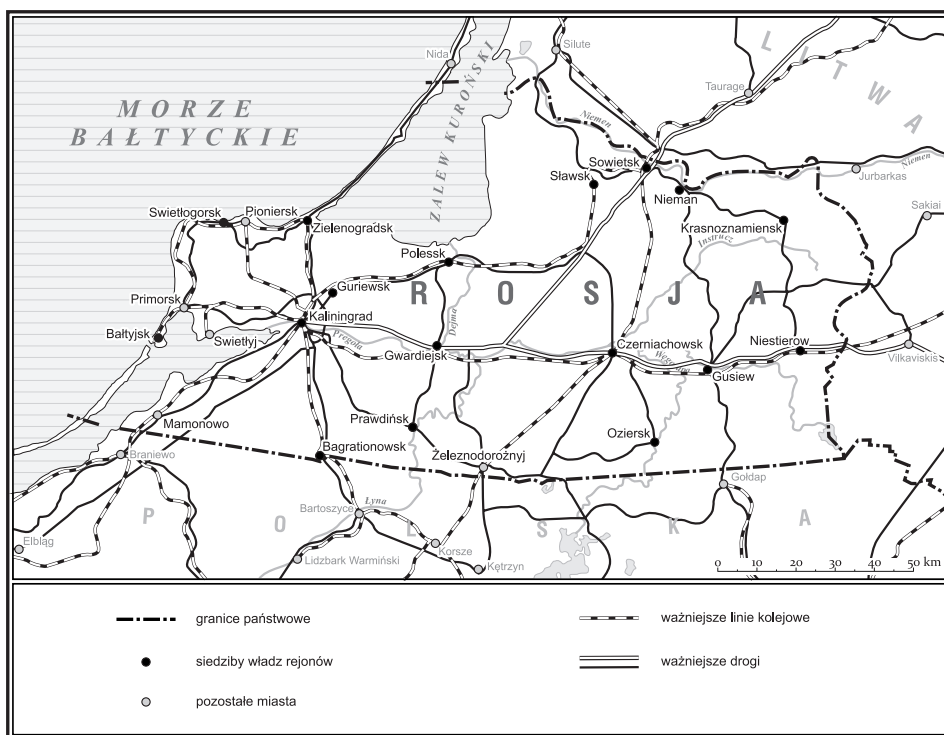 Silute
Nida
LITWA
Taurage
MORZE
BAŁTYCKIE
ZALEW KUROŃSKI
Niemen
Niemen
Sowietsk
Sławsk
Jurbarkas
Nieman
Sakiai
Swietłogorsk
Pioniersk
Zielenogradsk
Krasnoznamiensk
Instrucz
Polessk
Guriewsk
ROSJA
Primorsk
Kaliningrad
Dejma
Bałtyjsk
Swietłyj
Pregoła
Gwardiejsk
Czerniachowsk
Niestierow
Węgorapa
Vilkaviskis
Gusiew
Prawdińsk
Mamonowo
Oziersk
Braniewo
Bagrationowsk
Żeleznodorożnyj
Gołdap
Łyna
Bartoszyce
POLSKA
Elbląg
Korsze
Lidzbark Warmiński
Kętrzyn
0 10 20 30 40 50 km
granice państwowe
ważniejsze linie kolejowe
siedziby władz rejonów
ważniejsze drogi
pozostałe miasta